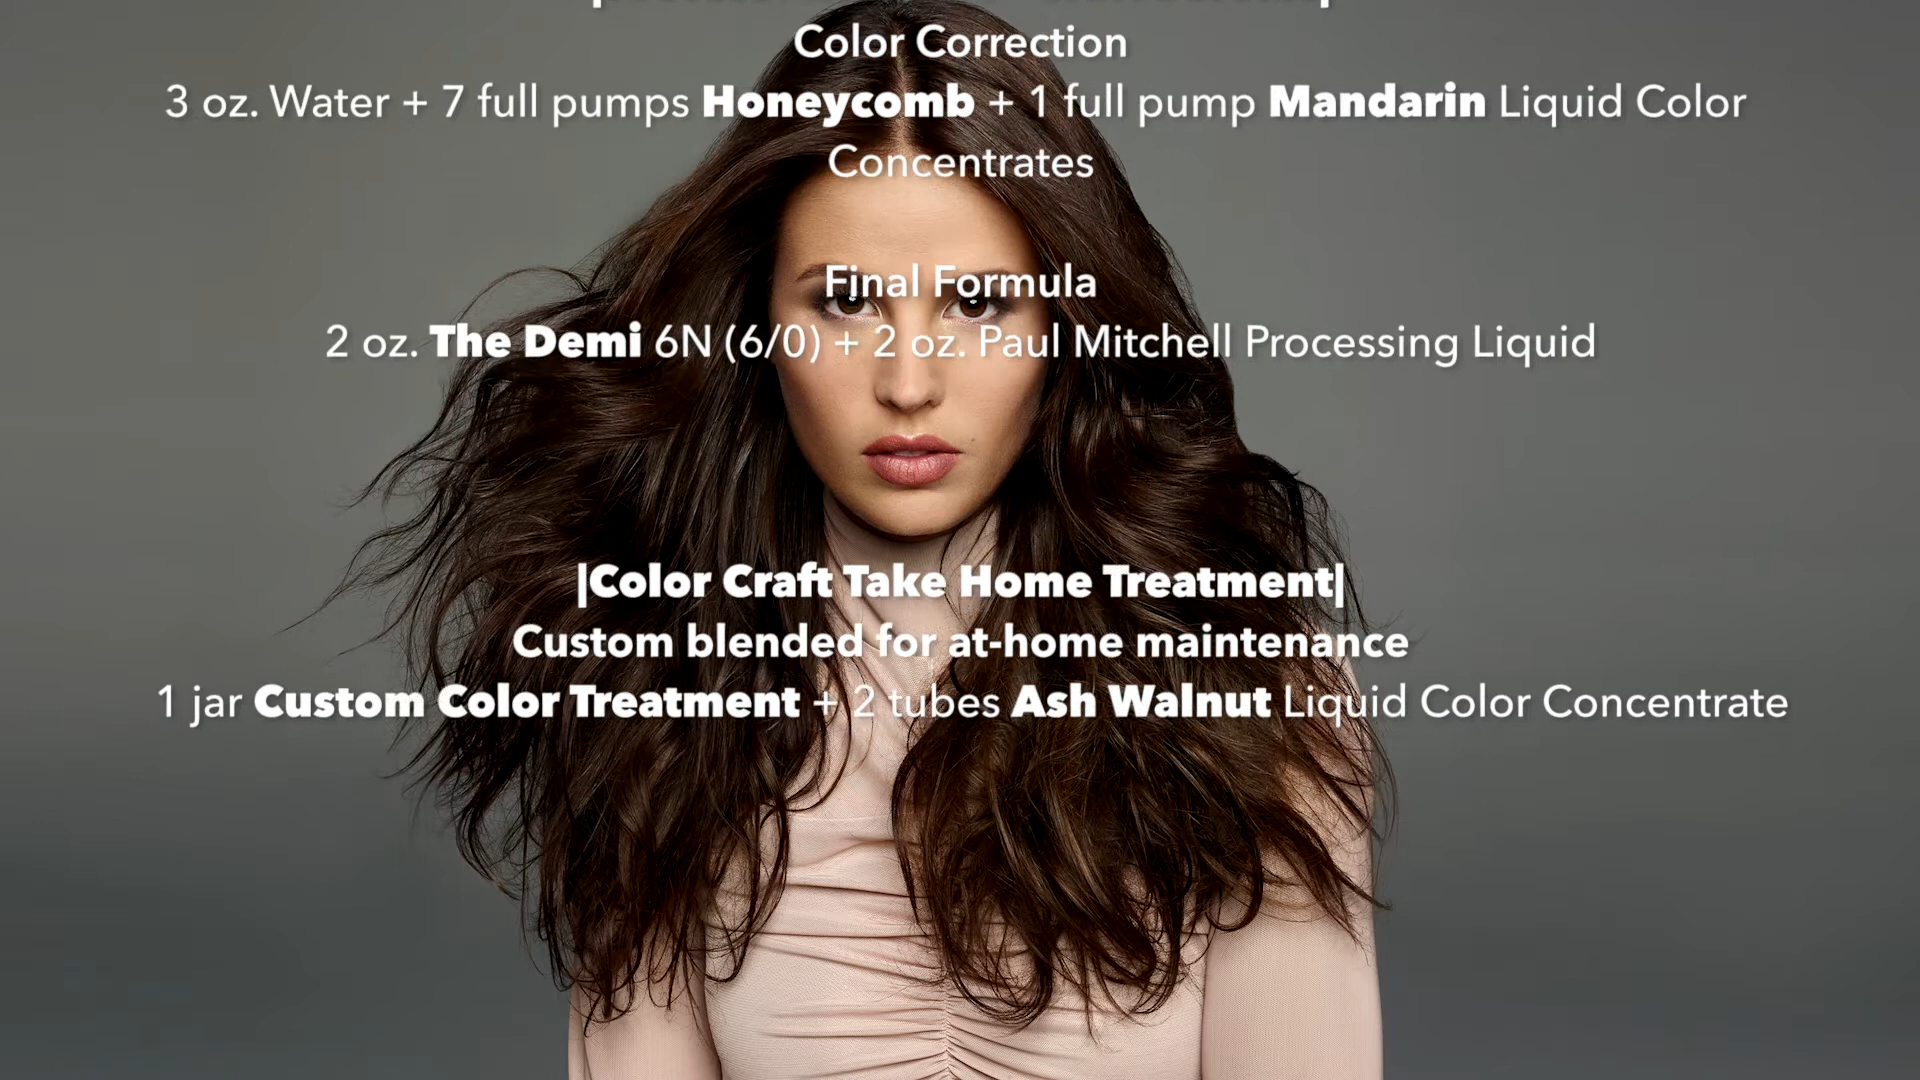 Color Correction
3 oz. Water + 7 full pumps Honeycomb + 1 full pump Mandarin Liquid Color
Concentrates
Final Formula
2 oz. The Demi 6N (6/0) + 2 oz. Paul Mitchell Processing Liquid
|Color Craft Take Home Treatment|
Custom blended for at-home maintenance
1 jar Custom Color Treatment + 2 tubes Ash Walnut Liquid Color Concentrate